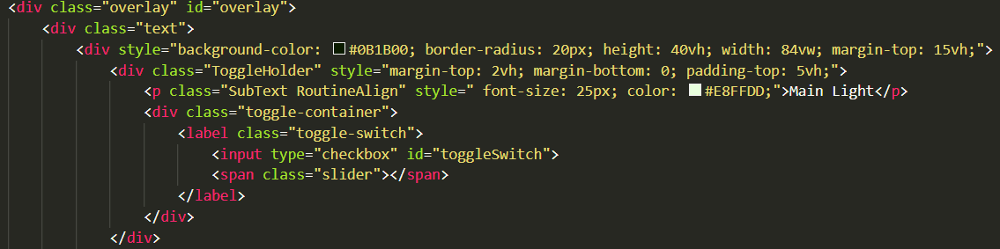 <div class="overlay" id="overlay">
<div class="text">
<div style="background-color: #0B1B00; border-radius: 20px; height: 40vh; width: 84vw; margin-top: 15vh;">
<div class="ToggleHolder" style="margin-top: 2vh; margin-bottom: 0; padding-top: 5vh;">
<p class="SubText RoutineAlign" style=" font-size: 25px; color: #E8FFDD;">Main Light</p>
<div class="toggle-container">
<label class="toggle-switch">
<input type="checkbox" id="toggleSwitch">
<span class="slider"></span>
</label>
</div>
</div>